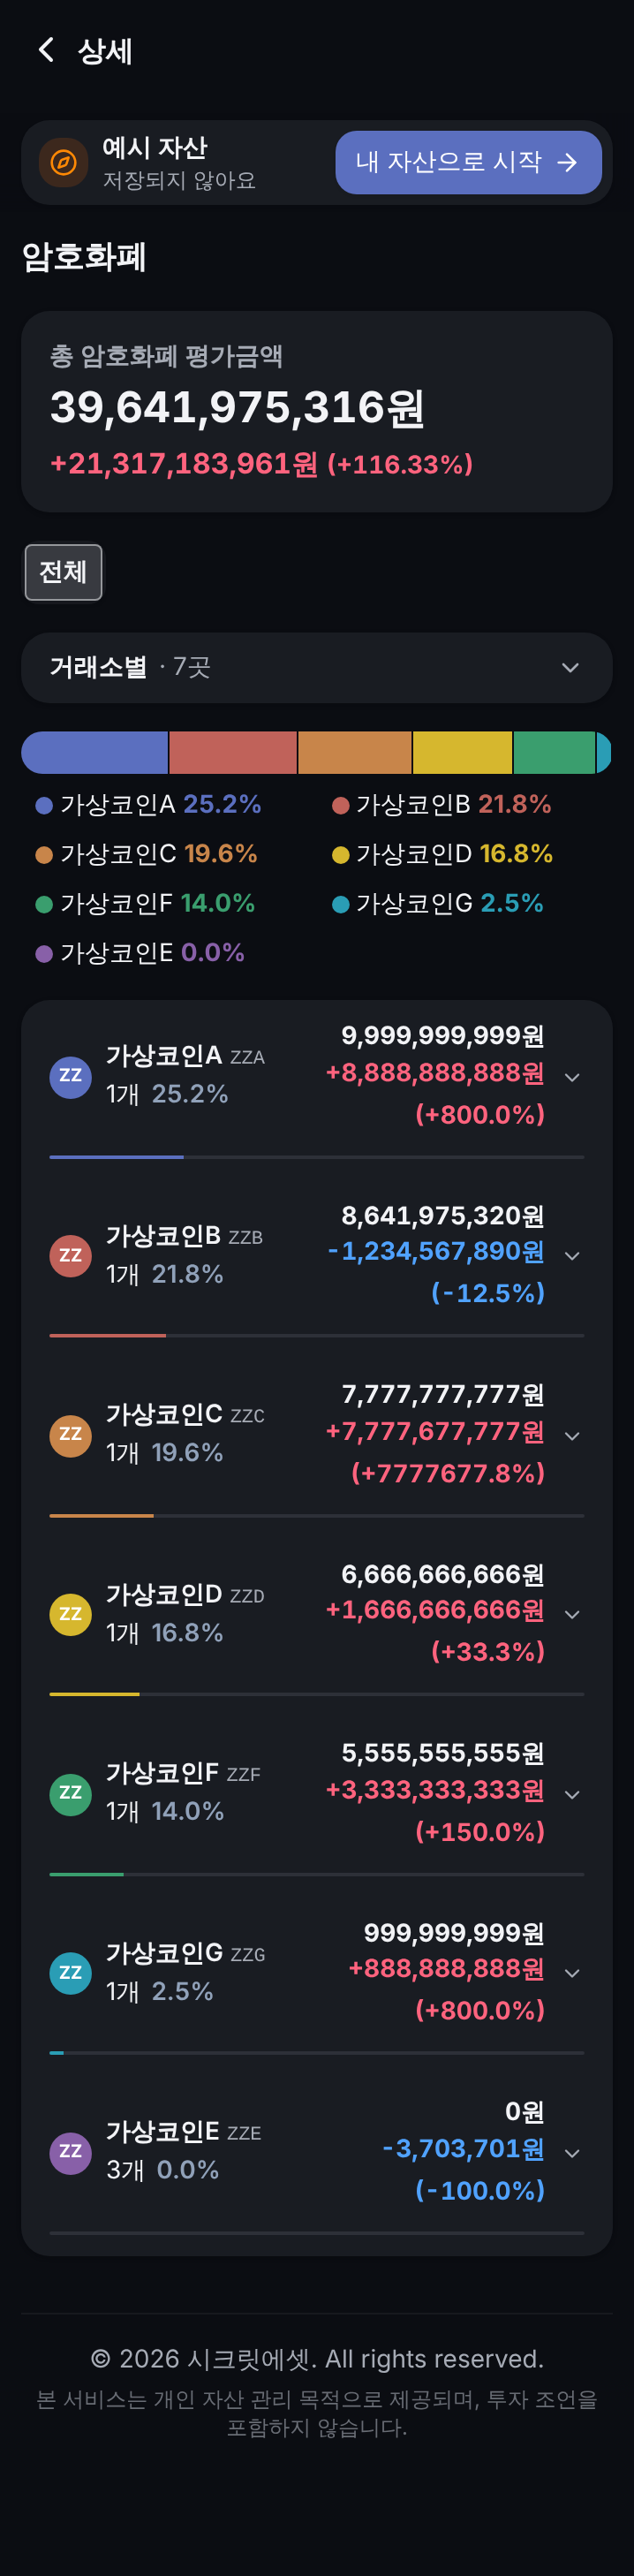 상세
예시 자산
저장되지 않아요
내 자산으로 시작
암호화폐
총 암호화폐 평가금액
39,641,975,316원
+21,317,183,961원 (+116.33%)
전체
거래소별 · 7곳
가상코인A 25.2%
가상코인B 21.8%
가상코인C 19.6%
가상코인D 16.8%
가상코인F 14.0%
가상코인G 2.5%
가상코인E 0.0%
ZZ
가상코인A ZZA
1개 25.2%
9,999,999,999원
+8,888,888,888원
(+800.0%)
ZZ
가상코인B ZZB
1개 21.8%
8,641,975,320원
-1,234,567,890원
(-12.5%)
ZZ
가상코인C ZZC
1개 19.6%
7,777,777,777원
+7,777,677,777원
(+7777677.8%)
ZZ
가상코인D ZZD
1개 16.8%
6,666,666,666원
+1,666,666,666원
(+33.3%)
ZZ
가상코인F ZZF
1개 14.0%
5,555,555,555원
+3,333,333,333원
(+150.0%)
ZZ
가상코인G ZZG
1개 2.5%
999,999,999원
+888,888,888원
(+800.0%)
ZZ
가상코인E ZZE
3개 0.0%
0원
-3,703,701원
(-100.0%)
© 2026 시크릿에셋. All rights reserved.
본 서비스는 개인 자산 관리 목적으로 제공되며, 투자 조언을
포함하지 않습니다.